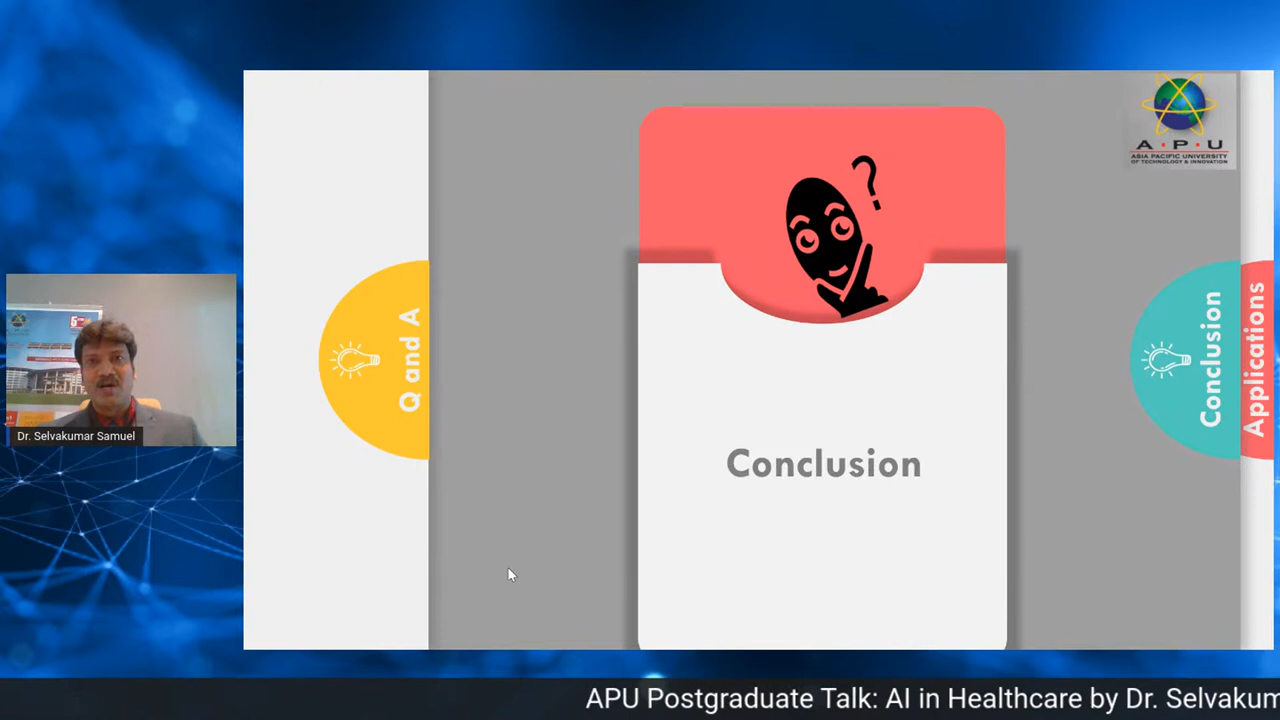 A·P·U
ASIA PACIFIC UNIVERSITY
OF TECHNOLOGY & INNOVATION
?
Q and A
Conclusion
Applications
Conclusion
Dr. Selvakumar Samuel
APU Postgraduate Talk: AI in Healthcare by Dr. Selvakum